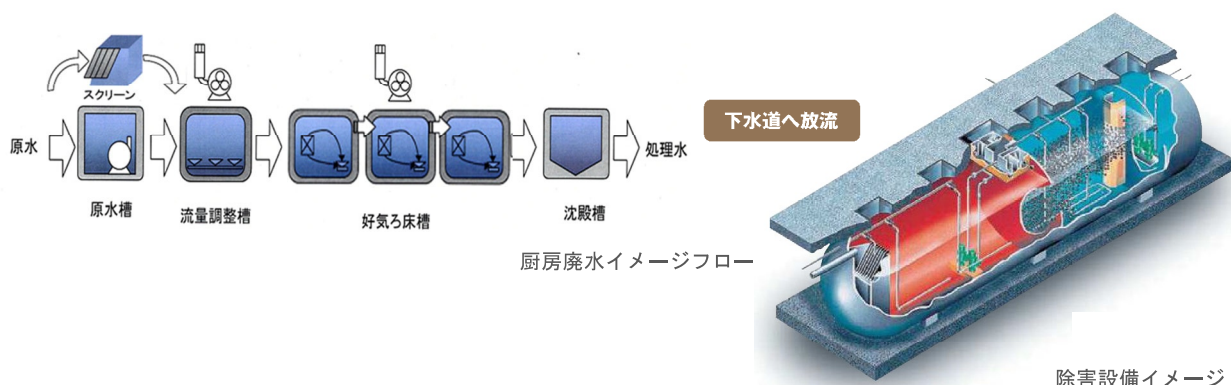 スクリーン
原水
原水槽
流量調整槽
好気ろ床槽
沈殿槽
処理水
下水道へ放流
厨房廃水イメージフロー
除害設備イメージ